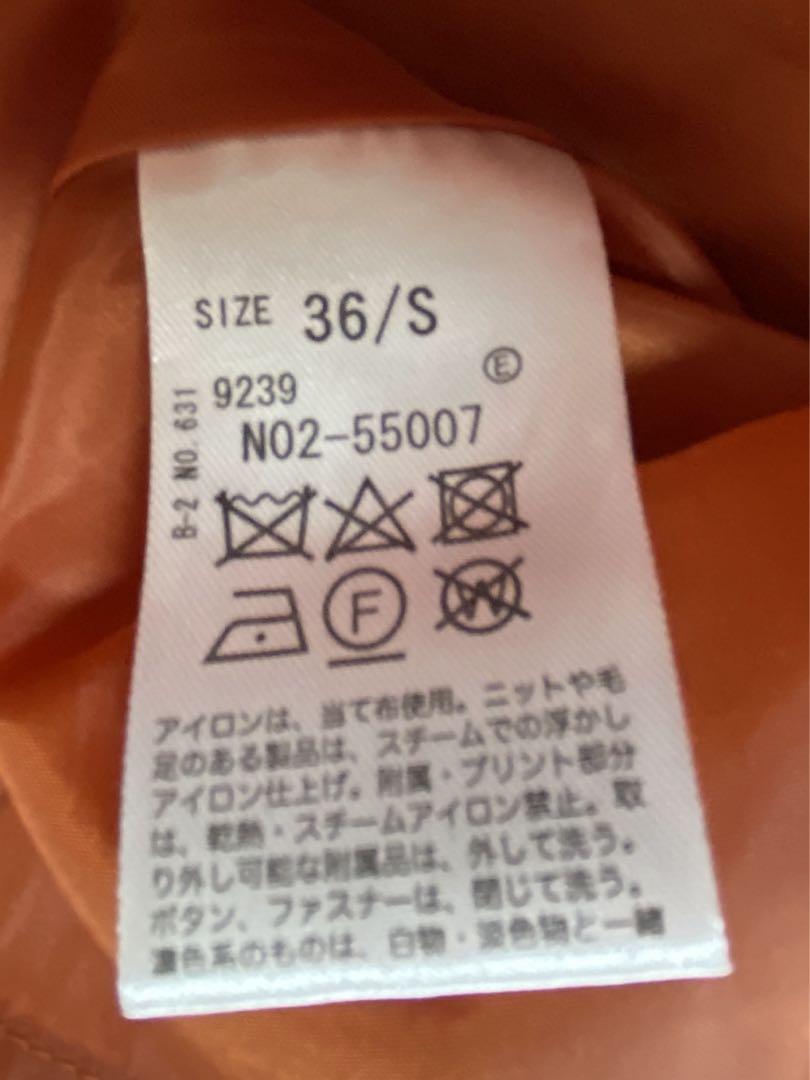 SIZE 36/S
Ⓔ
9239
N02-55007
B-2 NO. 631
F
W
アイロンは、当て布使用。ニットや毛
足のある製品は、スチームでの浮かし
アイロン仕上げ。附属・プリント部分
は、乾熱・スチームアイロン禁止。取
り外し可能な附属品は、外して洗う。
ボタン、ファスナーは、閉じて洗う。
濃色系のものは、白物・淡色物と一緒